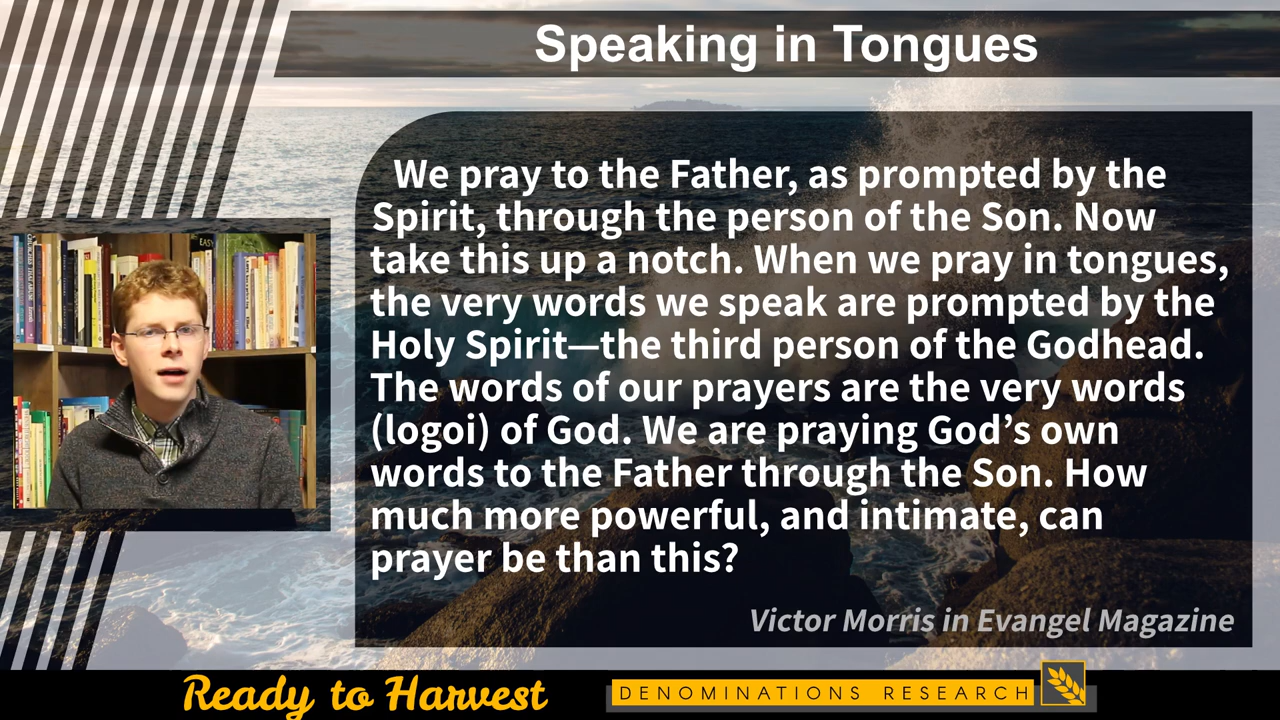 Speaking in Tongues
We pray to the Father, as prompted by the
Spirit, through the person of the Son. Now
take this up a notch. When we pray in tongues,
the very words we speak are prompted by the
Holy Spirit—the third person of the Godhead.
The words of our prayers are the very words
(logoi) of God. We are praying God’s own
words to the Father through the Son. How
much more powerful, and intimate, can
prayer be than this?
Victor Morris in Evangel Magazine
Ready to Harvest
DENOMINATIONS RESEARCH